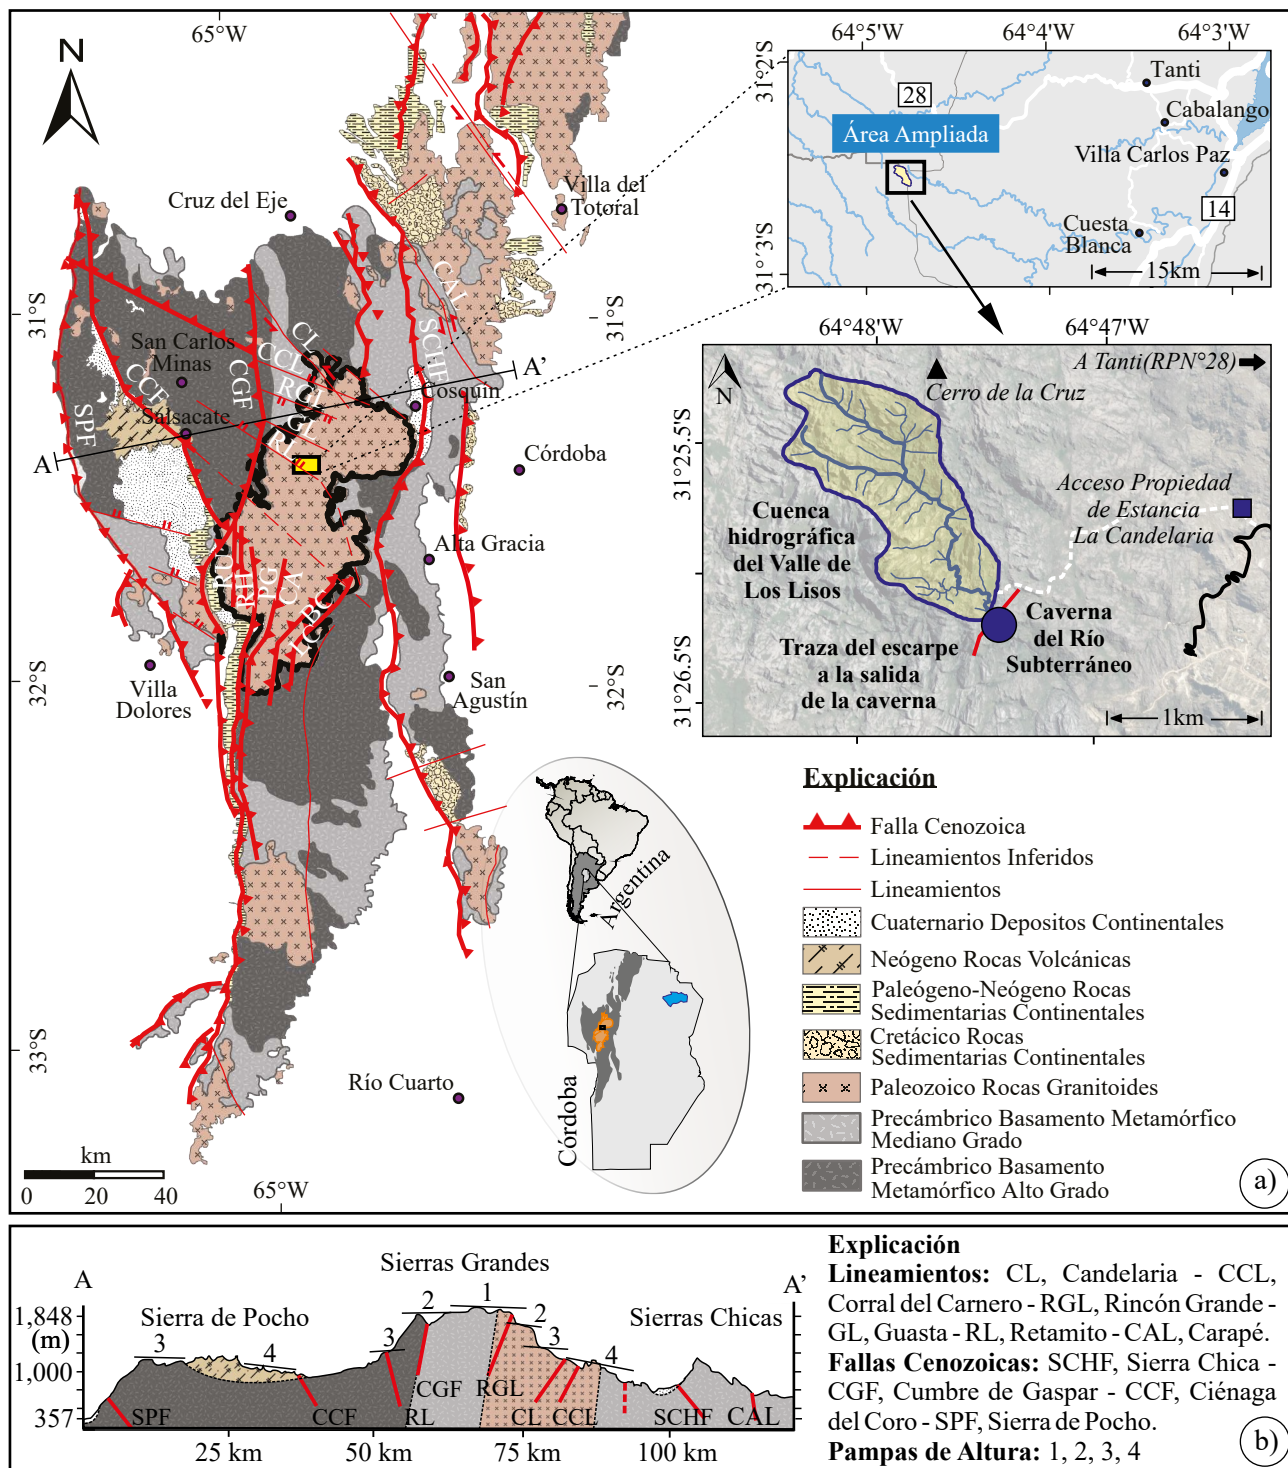 65°W
N
Cruz del Eje
Villa del
Totoral
31°S
31°S
San Carlos
Minas
Salsacate
SPF
CCF
CGF
CL
CCL
RGL
SCHF
CAL
A
A'
Cosquín
Córdoba
Alta Gracia
San
Agustín
Villa
Dolores
32°S
32°S
33°S
Río Cuarto
km
0 20 40
65°W
64°5'W 64°4'W 64°3'W
31°2'S
31°3'S
28
Tanti
Cabalango
Área Ampliada
Villa Carlos Paz
14
Cuesta
Blanca
15km
64°48'W 64°47'W
N
A Tanti(RPN°28)
Cerro de la Cruz
31°25.5'S
31°26.5'S
Acceso Propiedad
de Estancia
La Candelaria
Cuenca
hidrográfica
del Valle de
Los Lisos
Caverna
del Río
Subterráneo
Traza del escarpe
a la salida
de la caverna
1km
Argentina
Córdoba
Explicación
Falla Cenozoica
Lineamientos Inferidos
Lineamientos
Cuaternario Depositos Continentales
Neógeno Rocas Volcánicas
Paleógeno-Neógeno Rocas
Sedimentarias Continentales
Cretácico Rocas
Sedimentarias Continentales
Paleozoico Rocas Granitoides
Precámbrico Basamento Metamórfico
Mediano Grado
Precámbrico Basamento
Metamórfico Alto Grado
a)
A
A'
Sierras Grandes
Sierra de Pocho
Sierras Chicas
1,848
(m)
1,000
357
3 4 3 2 1 2 3 4
SPF CCF RL CGF RGL CL CCL SCHF CAL
25 km 50 km 75 km 100 km
Explicación
Lineamientos: CL, Candelaria - CCL,
Corral del Carnero - RGL, Rincón Grande -
GL, Guasta - RL, Retamito - CAL, Carapé.
Fallas Cenozoicas: SCHF, Sierra Chica -
CGF, Cumbre de Gaspar - CCF, Ciénaga
del Coro - SPF, Sierra de Pocho.
Pampas de Altura: 1, 2, 3, 4
b)